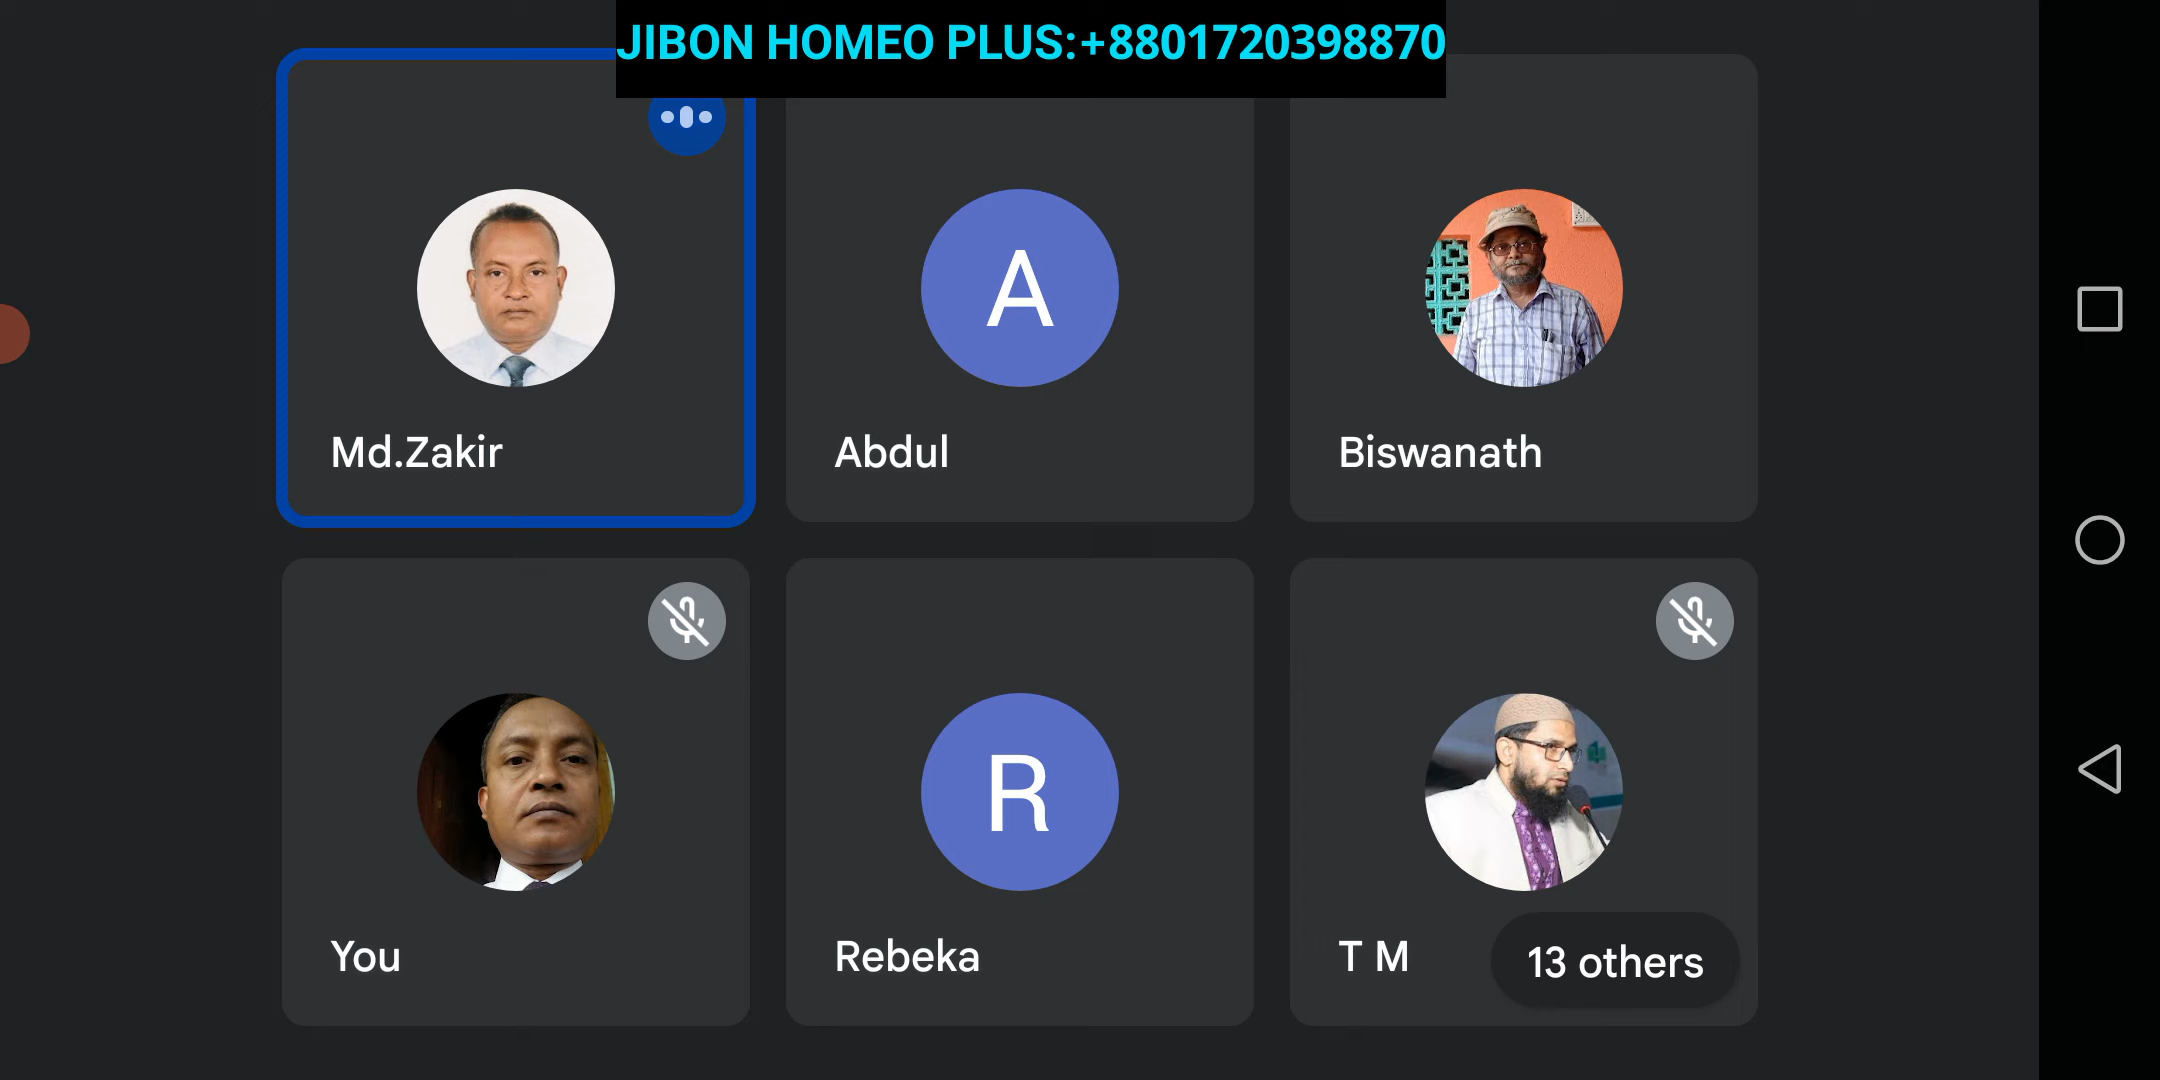 JIBON HOMEO PLUS:+8801720398870
Md.Zakir
A
Abdul
Biswanath
You
R
Rebeka
T M
13 others